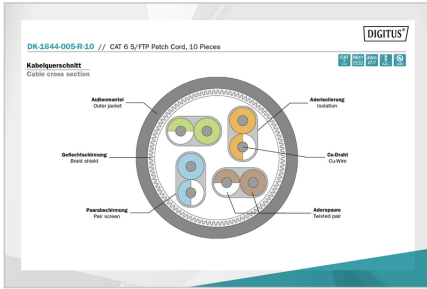 DIGITUS®
DK-1644-005-R-10 // CAT 6 S/FTP Patch Cord, 10 Pieces
Kabelquerschnitt
Cable cross section
Außenmantel
Outer jacket
Aderisolierung
Isolation
Geflechtschirmung
Braid shield
Cu-Draht
Cu-Wire
Paarabschirmung
Pair screen
Aderspaare
Twisted pair